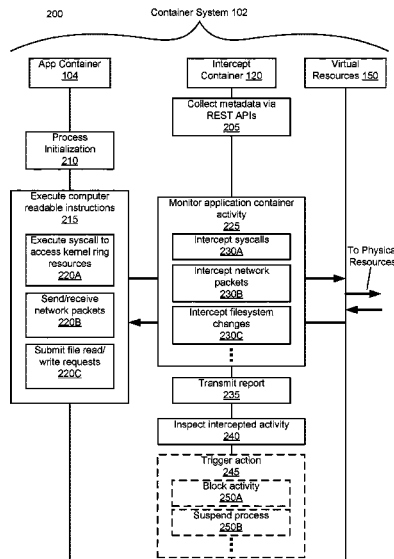 200
Container System 102
App Container
104
Intercept
Container 120
Virtual
Resources 150
Collect metadata via
REST APIs
205
Process
Initialization
210
Execute computer
readable instructions
215
Execute syscall to
access kernel ring
resources
220A
Send/receive
network packets
220B
Submit file read/
write requests
220C
Monitor application container
activity
225
Intercept syscalls
230A
Intercept network
packets
230B
Intercept filesystem
changes
230C
To Physical
Resources
Transmit report
235
Inspect intercepted activity
240
Trigger action
245
Block activity
250A
Suspend process
250B